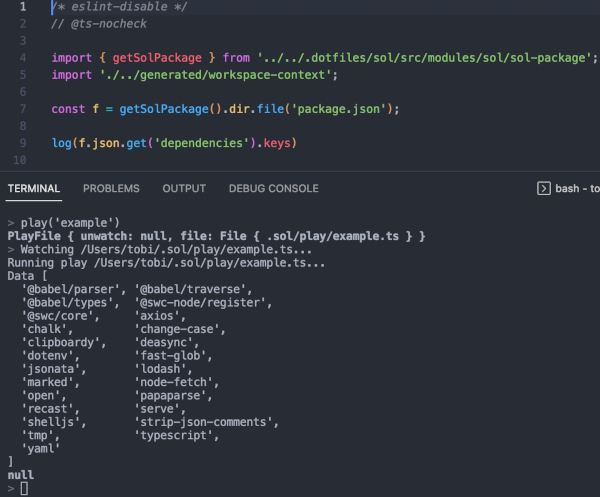 1 /* eslint-disable */
2 // @ts-nocheck
3
4 import { getSolPackage } from '../../.dotfiles/sol/src/modules/sol/sol-package';
5 import './../generated/workspace-context';
6
7 const f = getSolPackage().dir.file('package.json');
8
9 log(f.json.get('dependencies').keys)
10
TERMINAL PROBLEMS OUTPUT DEBUG CONSOLE bash - to
> play('example')
PlayFile { unwatch: null, file: File { .sol/play/example.ts } }
> Watching /Users/tobi/.sol/play/example.ts...
Running play /Users/tobi/.sol/play/example.ts...
Data [
'@babel/parser', '@babel/traverse',
'@babel/types', '@swc-node/register',
'@swc/core', 'axios',
'chalk', 'change-case',
'clipboardy', 'deasync',
'dotenv', 'fast-glob',
'jsonata', 'lodash',
'marked', 'node-fetch',
'open', 'papaparse',
'recast', 'serve',
'shelljs', 'strip-json-comments',
'tmp', 'typescript',
'yaml'
]
null
>